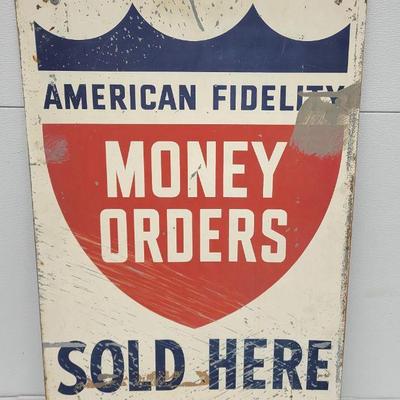 AMERICAN FIDELITY
MONEY
ORDERS
SOLD HERE